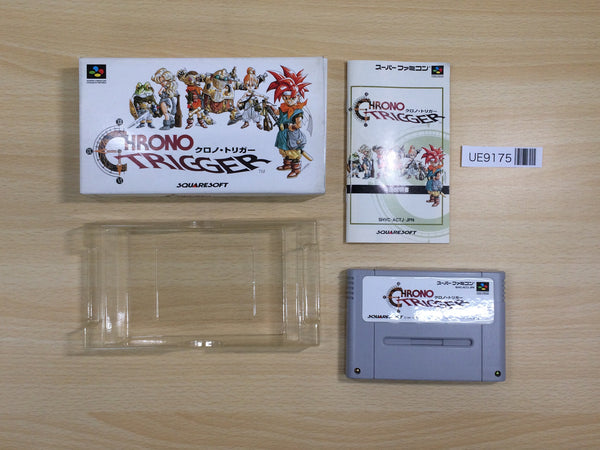 CHRONO
クロノ・トリガー
TRIGGER
TM
SQUARESOFT
スーパーファミコン
CHRONO
クロノ・トリガー
TRIGGER
SHVC-ACTJ-JPN
SQUARESOFT
UE9175
スーパーファミコン
CHRONO
クロノ・トリガー
TRIGGER
SQUARESOFT